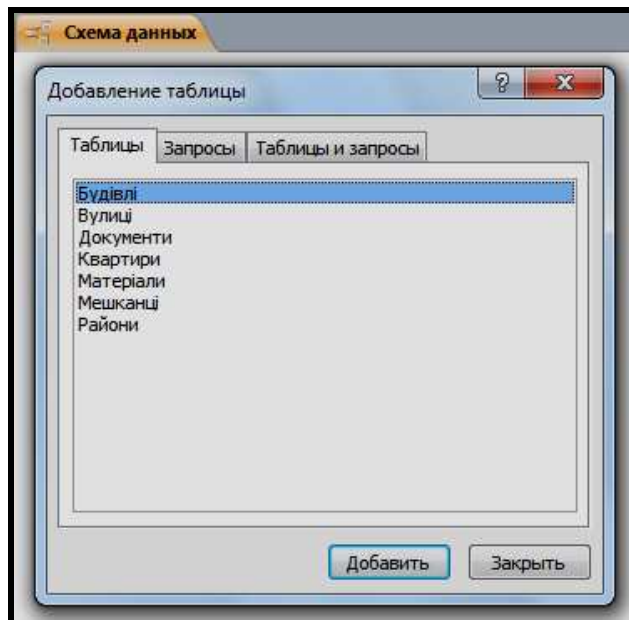 Схема данных
Добавление таблицы
Таблицы Запросы Таблицы и запросы
Будівлі
Вулиці
Документи
Квартири
Матеріали
Мешканці
Райони
Добавить Закрыть